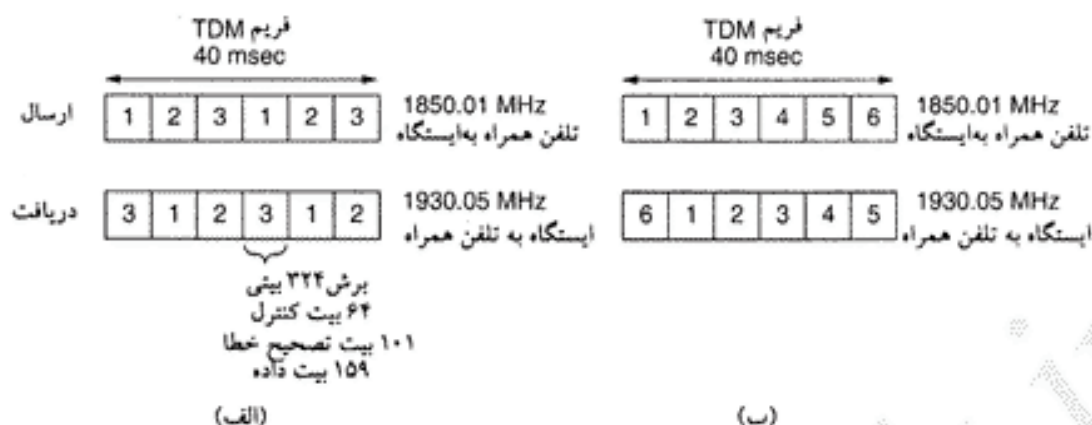 فریم TDM
40 msec
ارسال
1 2 3 1 2 3
1850.01 MHz
تلفن همراه به‌ایستگاه
دریافت
3 1 2 3 1 2
1930.05 MHz
ایستگاه به تلفن همراه
برش ۳۲۴ بیتی
۶۴ بیت کنترل
۱۰۱ بیت تصحیح خطا
۱۵۹ بیت داده
(الف)
فریم TDM
40 msec
1 2 3 4 5 6
1850.01 MHz
تلفن همراه به‌ایستگاه
6 1 2 3 4 5
1930.05 MHz
ایستگاه به تلفن همراه
(ب)